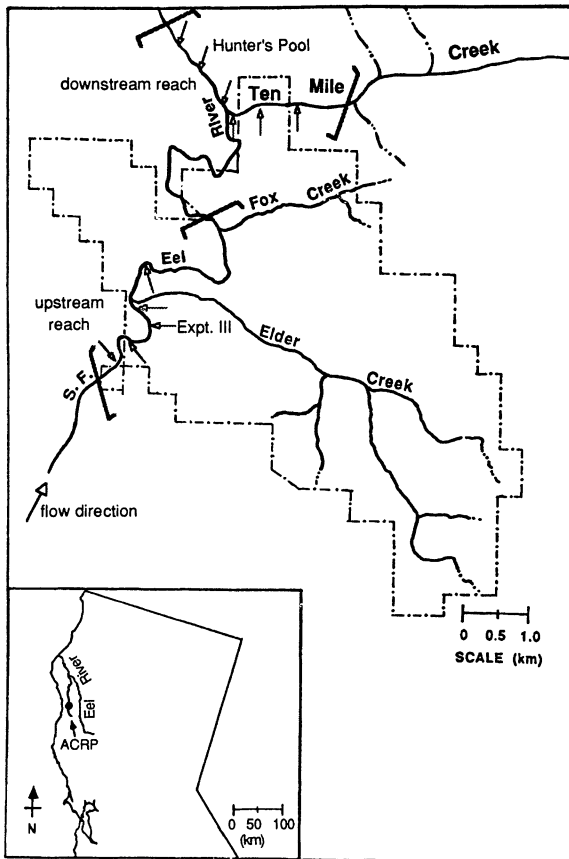 Hunter's Pool
Creek
downstream reach
Ten
Mile
River
Fox
Creek
Eel
upstream
reach
Expt. III
Elder
Creek
S. F.
flow direction
0 0.5 1.0
SCALE (km)
River
Eel
ACRP
N
0 50 100
(km)